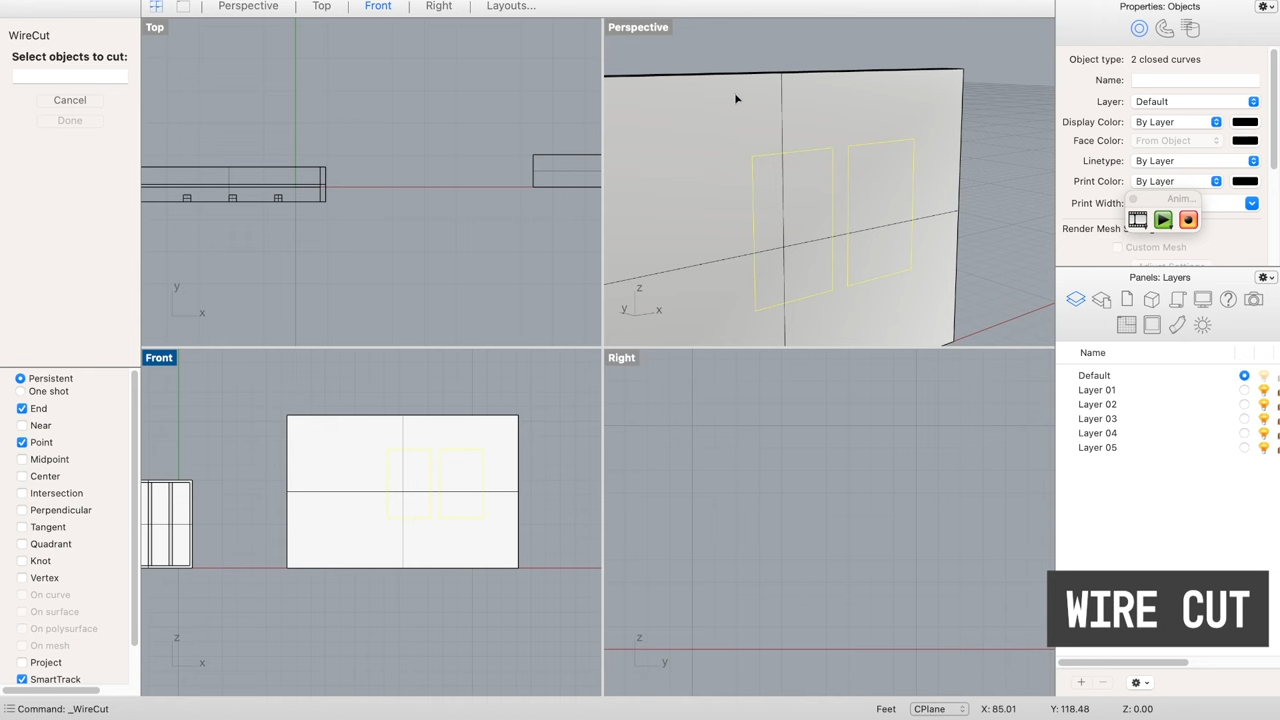 Perspective Top Front Right Layouts...
WireCut
Select objects to cut:
Cancel
Done
Persistent
One shot
End
Near
Point
Midpoint
Center
Intersection
Perpendicular
Tangent
Quadrant
Knot
Vertex
On curve
On surface
On polysurface
On mesh
Project
SmartTrack
Top
y
x
Perspective
z
y
x
Front
z
x
Right
z
y
Properties: Objects
Object type: 2 closed curves
Name:
Layer: Default
Display Color: By Layer
Face Color: From Object
Linetype: By Layer
Print Color: By Layer
Print Width:
Anim...
Render Mesh
Custom Mesh
Panels: Layers
Name
Default
Layer 01
Layer 02
Layer 03
Layer 04
Layer 05
WIRE CUT
Command: _WireCut
Feet CPlane X: 85.01 Y: 118.48 Z: 0.00